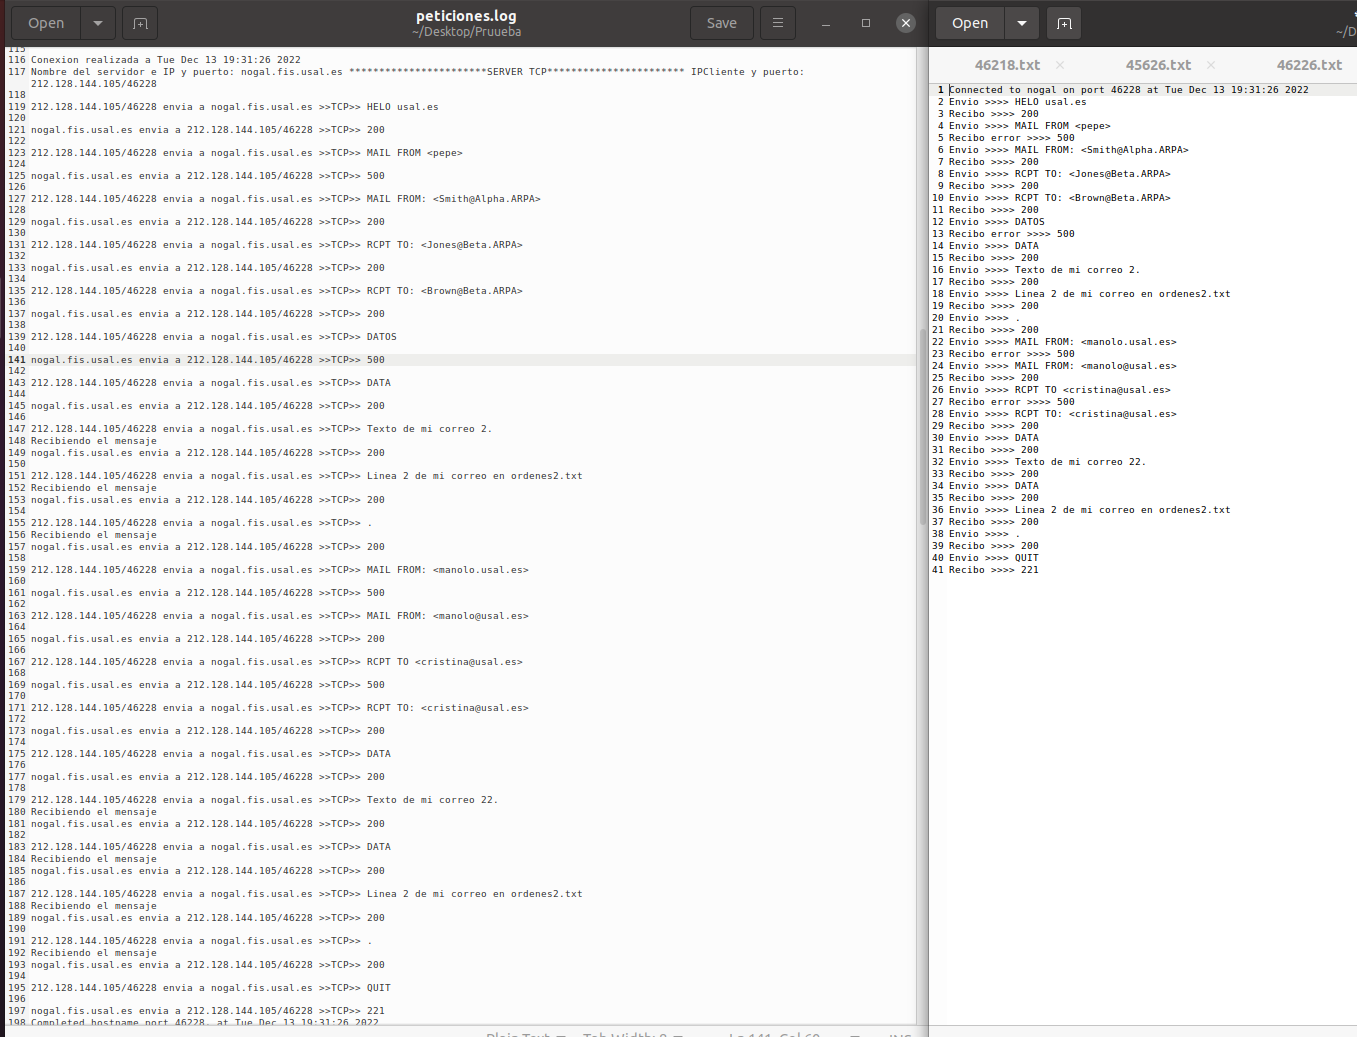 Open
peticiones.log
~/Desktop/Pruueba
Save
115
116 Conexion realizada a Tue Dec 13 19:31:26 2022
117 Nombre del servidor e IP y puerto: nogal.fis.usal.es ***********************SERVER TCP*********************** IPCliente y puerto:
212.128.144.105/46228
118
119 212.128.144.105/46228 envia a nogal.fis.usal.es >>TCP>> HELO usal.es
120
121 nogal.fis.usal.es envia a 212.128.144.105/46228 >>TCP>> 200
122
123 212.128.144.105/46228 envia a nogal.fis.usal.es >>TCP>> MAIL FROM <pepe>
124
125 nogal.fis.usal.es envia a 212.128.144.105/46228 >>TCP>> 500
126
127 212.128.144.105/46228 envia a nogal.fis.usal.es >>TCP>> MAIL FROM: <Smith@Alpha.ARPA>
128
129 nogal.fis.usal.es envia a 212.128.144.105/46228 >>TCP>> 200
130
131 212.128.144.105/46228 envia a nogal.fis.usal.es >>TCP>> RCPT TO: <Jones@Beta.ARPA>
132
133 nogal.fis.usal.es envia a 212.128.144.105/46228 >>TCP>> 200
134
135 212.128.144.105/46228 envia a nogal.fis.usal.es >>TCP>> RCPT TO: <Brown@Beta.ARPA>
136
137 nogal.fis.usal.es envia a 212.128.144.105/46228 >>TCP>> 200
138
139 212.128.144.105/46228 envia a nogal.fis.usal.es >>TCP>> DATOS
140
141 nogal.fis.usal.es envia a 212.128.144.105/46228 >>TCP>> 500
142
143 212.128.144.105/46228 envia a nogal.fis.usal.es >>TCP>> DATA
144
145 nogal.fis.usal.es envia a 212.128.144.105/46228 >>TCP>> 200
146
147 212.128.144.105/46228 envia a nogal.fis.usal.es >>TCP>> Texto de mi correo 2.
148 Recibiendo el mensaje
149 nogal.fis.usal.es envia a 212.128.144.105/46228 >>TCP>> 200
150
151 212.128.144.105/46228 envia a nogal.fis.usal.es >>TCP>> Linea 2 de mi correo en ordenes2.txt
152 Recibiendo el mensaje
153 nogal.fis.usal.es envia a 212.128.144.105/46228 >>TCP>> 200
154
155 212.128.144.105/46228 envia a nogal.fis.usal.es >>TCP>> .
156 Recibiendo el mensaje
157 nogal.fis.usal.es envia a 212.128.144.105/46228 >>TCP>> 200
158
159 212.128.144.105/46228 envia a nogal.fis.usal.es >>TCP>> MAIL FROM: <manolo.usal.es>
160
161 nogal.fis.usal.es envia a 212.128.144.105/46228 >>TCP>> 500
162
163 212.128.144.105/46228 envia a nogal.fis.usal.es >>TCP>> MAIL FROM: <manolo@usal.es>
164
165 nogal.fis.usal.es envia a 212.128.144.105/46228 >>TCP>> 200
166
167 212.128.144.105/46228 envia a nogal.fis.usal.es >>TCP>> RCPT TO <cristina@usal.es>
168
169 nogal.fis.usal.es envia a 212.128.144.105/46228 >>TCP>> 500
170
171 212.128.144.105/46228 envia a nogal.fis.usal.es >>TCP>> RCPT TO: <cristina@usal.es>
172
173 nogal.fis.usal.es envia a 212.128.144.105/46228 >>TCP>> 200
174
175 212.128.144.105/46228 envia a nogal.fis.usal.es >>TCP>> DATA
176
177 nogal.fis.usal.es envia a 212.128.144.105/46228 >>TCP>> 200
178
179 212.128.144.105/46228 envia a nogal.fis.usal.es >>TCP>> Texto de mi correo 22.
180 Recibiendo el mensaje
181 nogal.fis.usal.es envia a 212.128.144.105/46228 >>TCP>> 200
182
183 212.128.144.105/46228 envia a nogal.fis.usal.es >>TCP>> DATA
184 Recibiendo el mensaje
185 nogal.fis.usal.es envia a 212.128.144.105/46228 >>TCP>> 200
186
187 212.128.144.105/46228 envia a nogal.fis.usal.es >>TCP>> Linea 2 de mi correo en ordenes2.txt
188 Recibiendo el mensaje
189 nogal.fis.usal.es envia a 212.128.144.105/46228 >>TCP>> 200
190
191 212.128.144.105/46228 envia a nogal.fis.usal.es >>TCP>> .
192 Recibiendo el mensaje
193 nogal.fis.usal.es envia a 212.128.144.105/46228 >>TCP>> 200
194
195 212.128.144.105/46228 envia a nogal.fis.usal.es >>TCP>> QUIT
196
197 nogal.fis.usal.es envia a 212.128.144.105/46228 >>TCP>> 221
198 Completed hostname port 46228, at Tue Dec 13 19:31:26 2022
Plain Text Tab Width: 8 Ln 141, Col 60 INS
Open
~/D
46218.txt 45626.txt 46226.txt
1 Connected to nogal on port 46228 at Tue Dec 13 19:31:26 2022
2 Envio >>>> HELO usal.es
3 Recibo >>>> 200
4 Envio >>>> MAIL FROM <pepe>
5 Recibo error >>>> 500
6 Envio >>>> MAIL FROM: <Smith@Alpha.ARPA>
7 Recibo >>>> 200
8 Envio >>>> RCPT TO: <Jones@Beta.ARPA>
9 Recibo >>>> 200
10 Envio >>>> RCPT TO: <Brown@Beta.ARPA>
11 Recibo >>>> 200
12 Envio >>>> DATOS
13 Recibo error >>>> 500
14 Envio >>>> DATA
15 Recibo >>>> 200
16 Envio >>>> Texto de mi correo 2.
17 Recibo >>>> 200
18 Envio >>>> Linea 2 de mi correo en ordenes2.txt
19 Recibo >>>> 200
20 Envio >>>> .
21 Recibo >>>> 200
22 Envio >>>> MAIL FROM: <manolo.usal.es>
23 Recibo error >>>> 500
24 Envio >>>> MAIL FROM: <manolo@usal.es>
25 Recibo >>>> 200
26 Envio >>>> RCPT TO <cristina@usal.es>
27 Recibo error >>>> 500
28 Envio >>>> RCPT TO: <cristina@usal.es>
29 Recibo >>>> 200
30 Envio >>>> DATA
31 Recibo >>>> 200
32 Envio >>>> Texto de mi correo 22.
33 Recibo >>>> 200
34 Envio >>>> DATA
35 Recibo >>>> 200
36 Envio >>>> Linea 2 de mi correo en ordenes2.txt
37 Recibo >>>> 200
38 Envio >>>> .
39 Recibo >>>> 200
40 Envio >>>> QUIT
41 Recibo >>>> 221